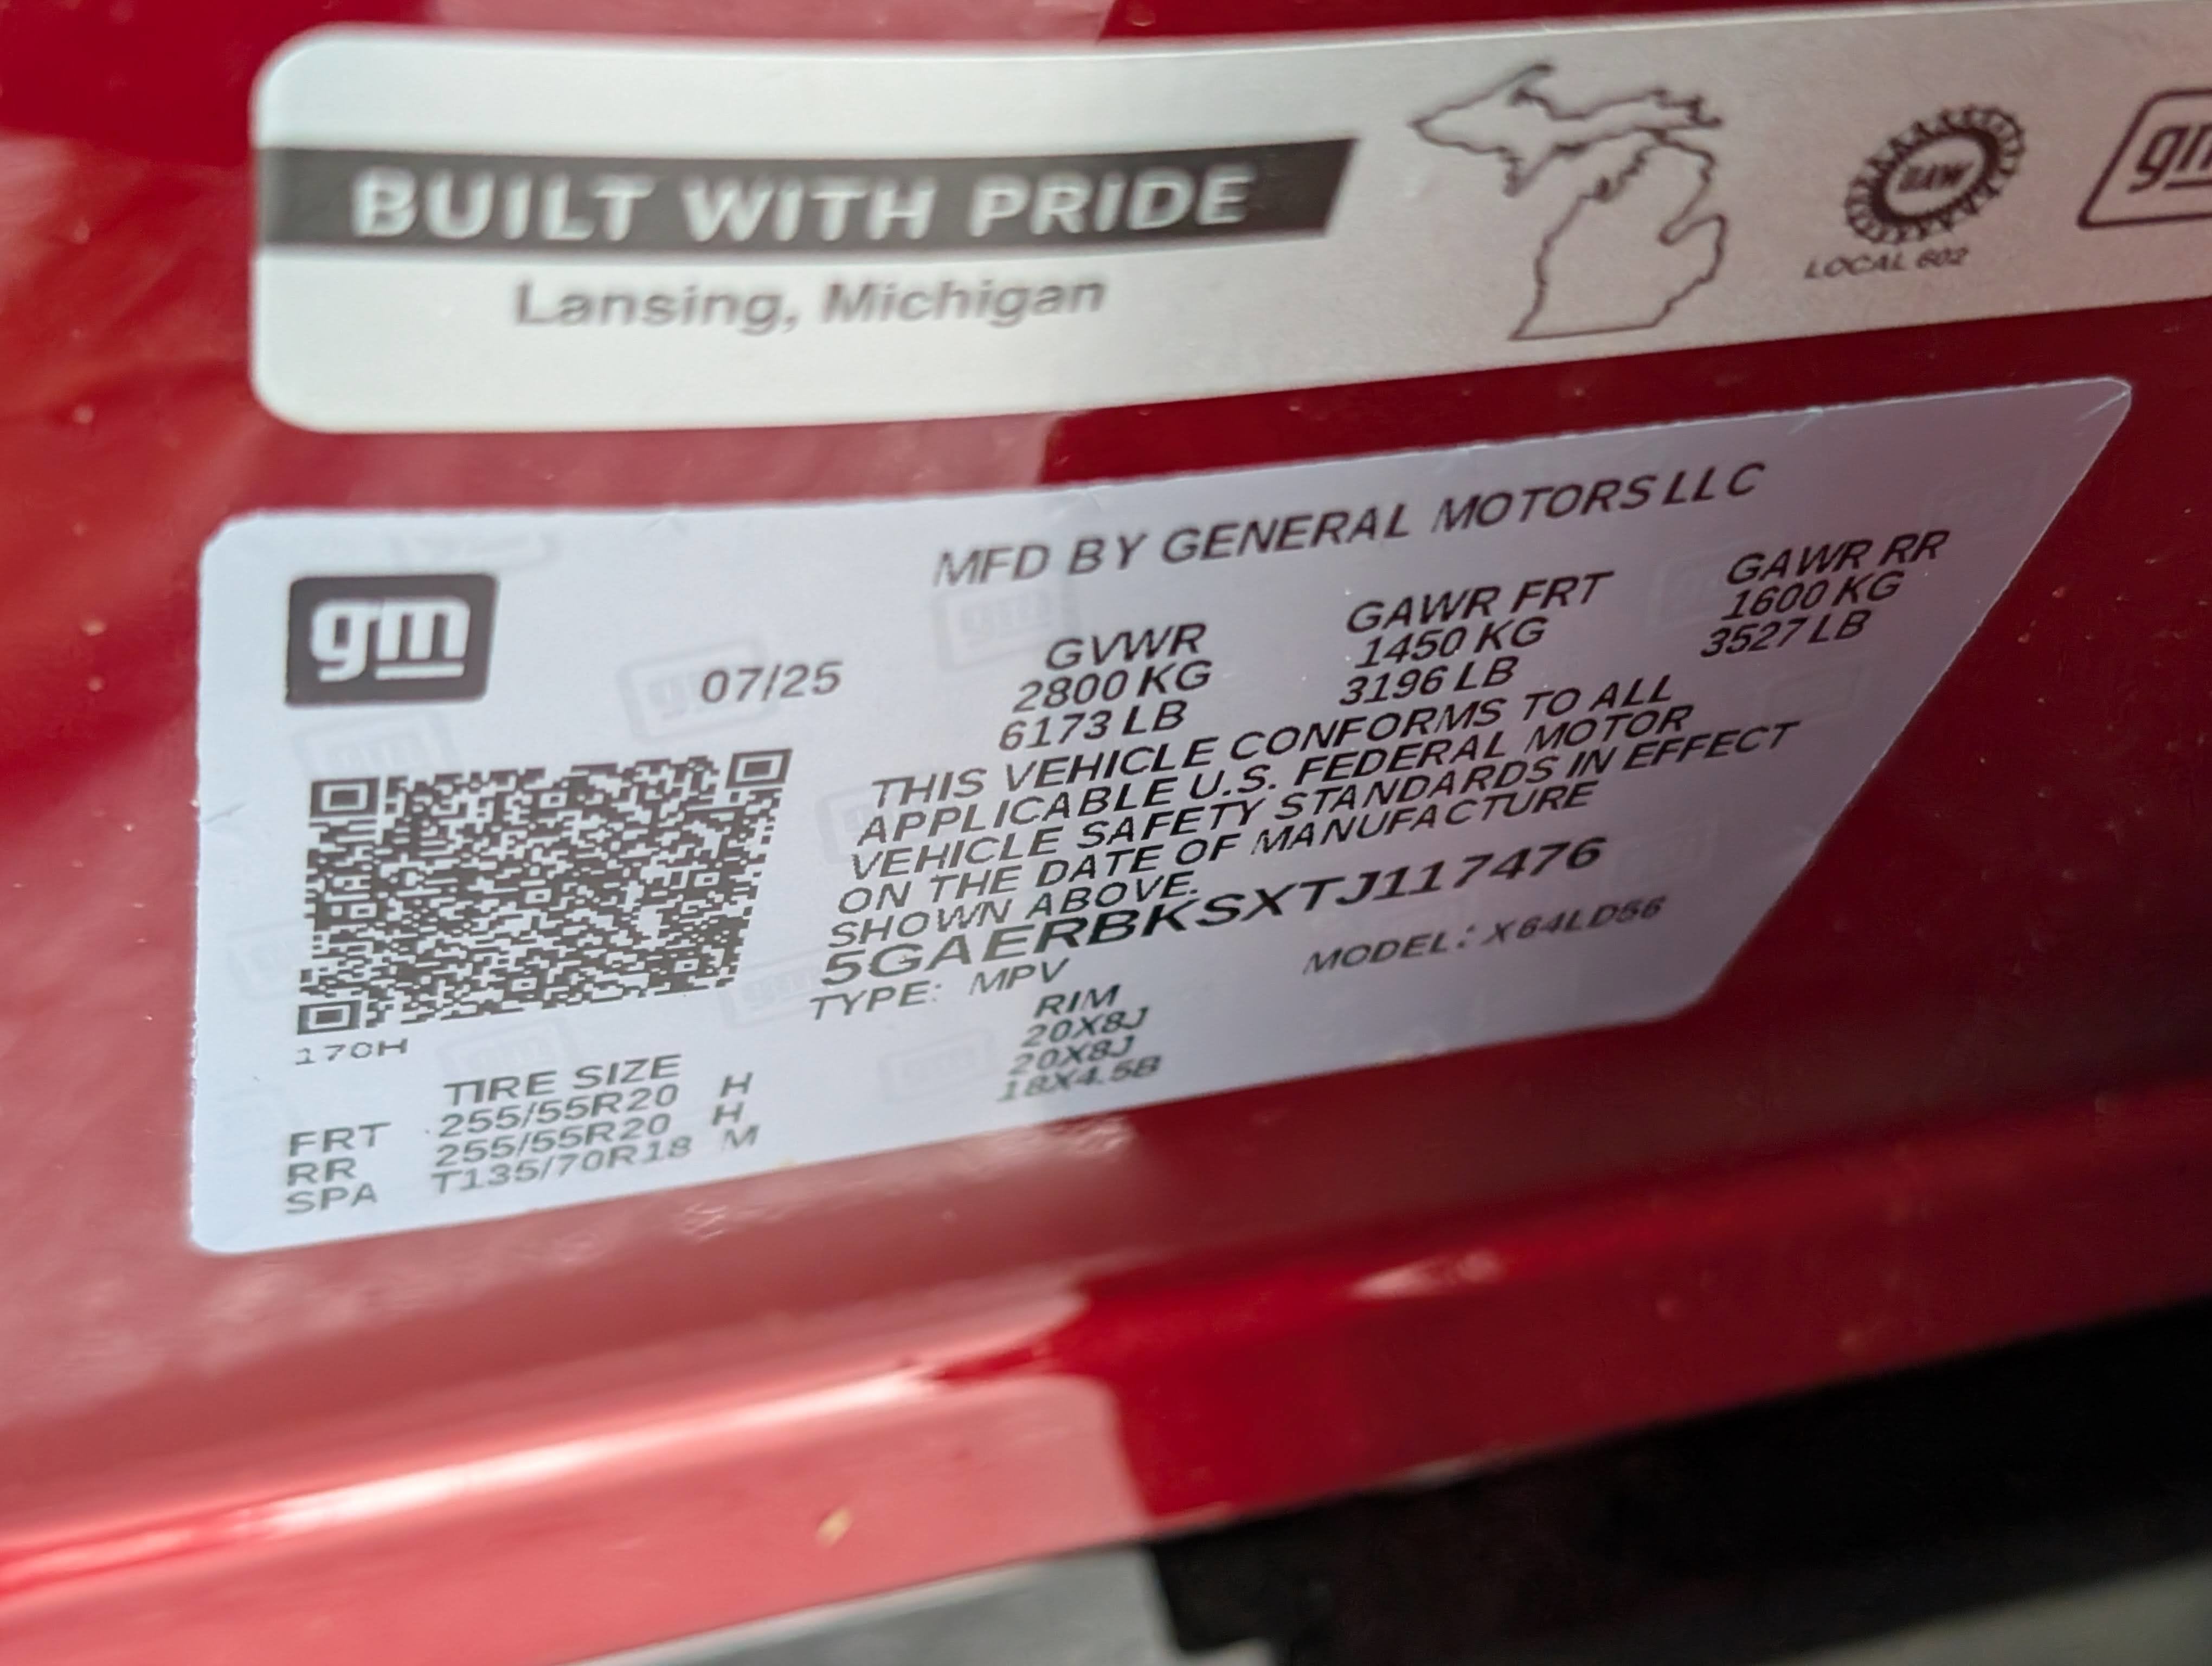 BUILT WITH PRIDE
Lansing, Michigan
UAW
LOCAL 602
gm
MFD BY GENERAL MOTORS LLC
gm
07/25
GVWR GAWR FRT GAWR RR
2800 KG 1450 KG 1600 KG
6173 LB 3196 LB 3527 LB
THIS VEHICLE CONFORMS TO ALL
APPLICABLE U.S. FEDERAL MOTOR
VEHICLE SAFETY STANDARDS IN EFFECT
ON THE DATE OF MANUFACTURE
SHOWN ABOVE.
5GAERBKSXTJ117476
TYPE: MPV MODEL: X64LD56
170H
TIRE SIZE RIM
FRT 255/55R20 H 20X8J
RR 255/55R20 H 20X8J
SPA T135/70R18 M 18X4.5B